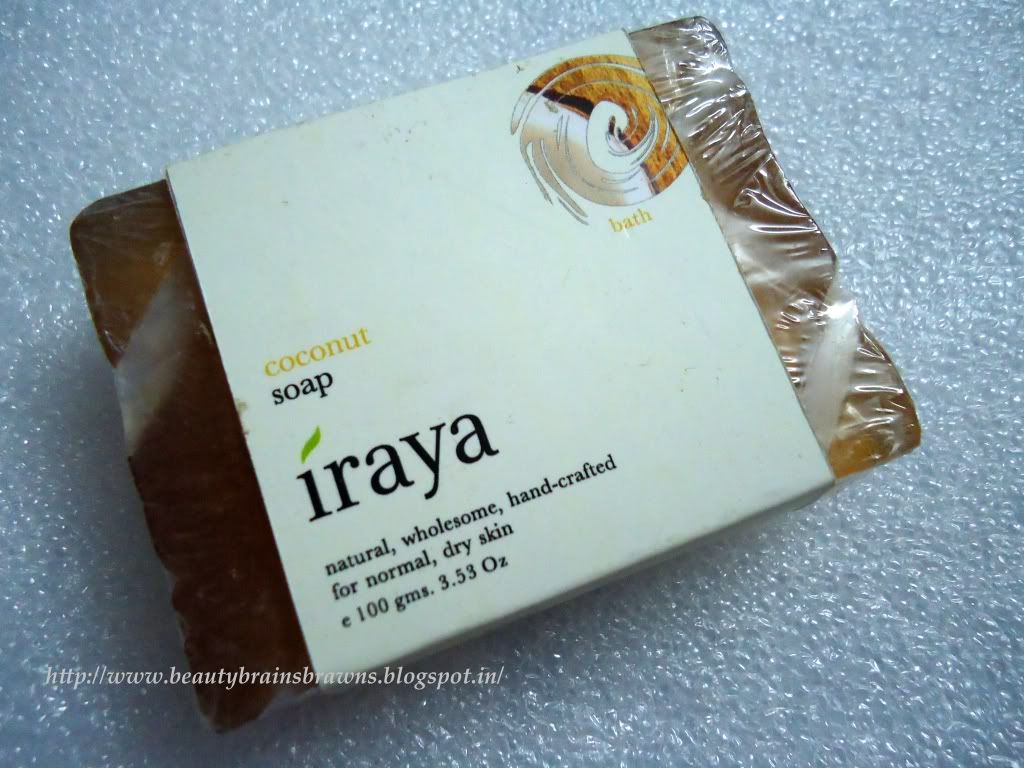 bath
coconut
soap
iraya
natural, wholesome, hand-crafted
for normal, dry skin
e 100 gms. 3.53 Oz
http://www.beautybrainsbrawns.blogspot.in/